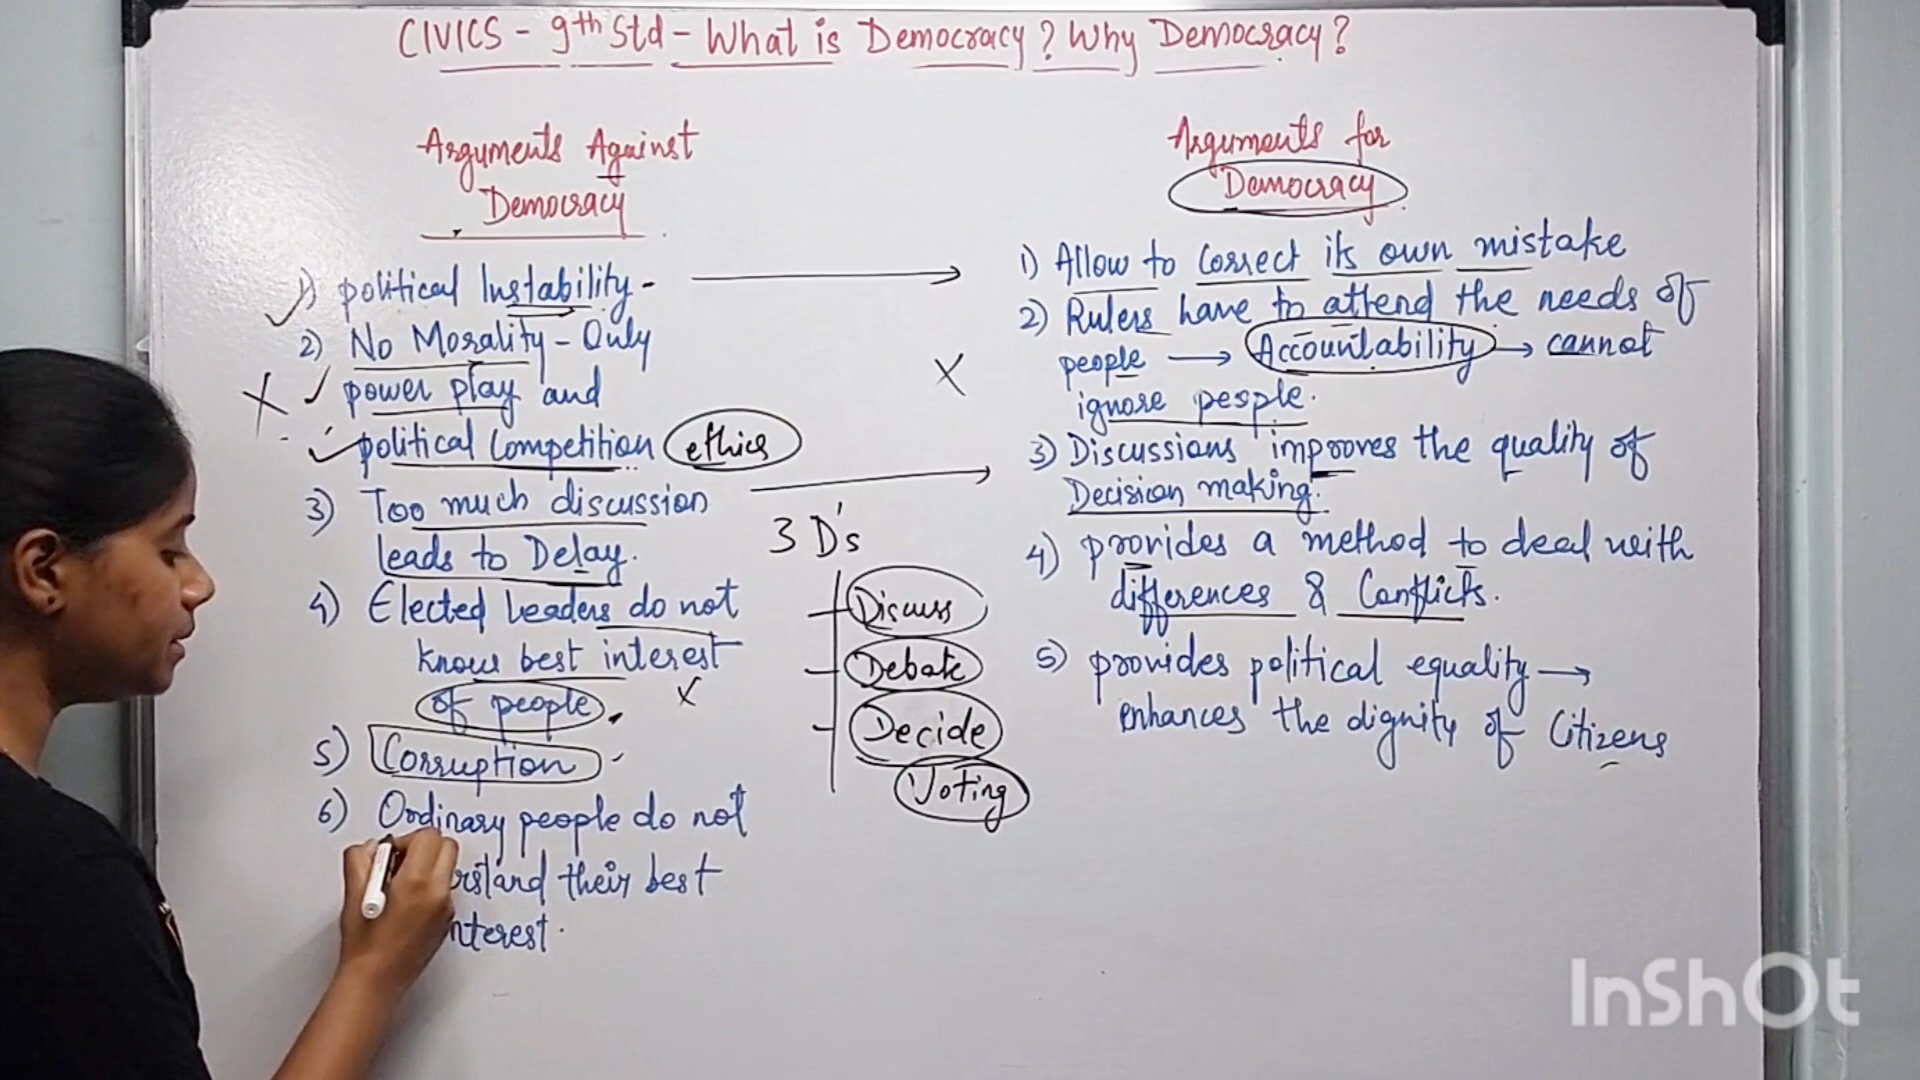 CIVICS - 9th Std - What is Democracy? Why Democracy?
Arguments Against
Democracy
1) political Instability -
2) No Morality - Only
power play and
political Competition ethics
3) Too much discussion
leads to Delay.
4) Elected leaders do not
know best interest
of people.
5) Corruption
6) Ordinary people do not
their best
X
X
3 D's
Discuss
Debate
Decide
Voting
X
Arguments for
Democracy
1) Allow to correct its own mistake
2) Rulers have to attend the needs of
people → Accountability → cannot
ignore people.
3) Discussions improves the quality of
Decision making.
4) provides a method to deal with
differences & Conflicts.
5) provides political equality →
enhances the dignity of Citizens
InShOt